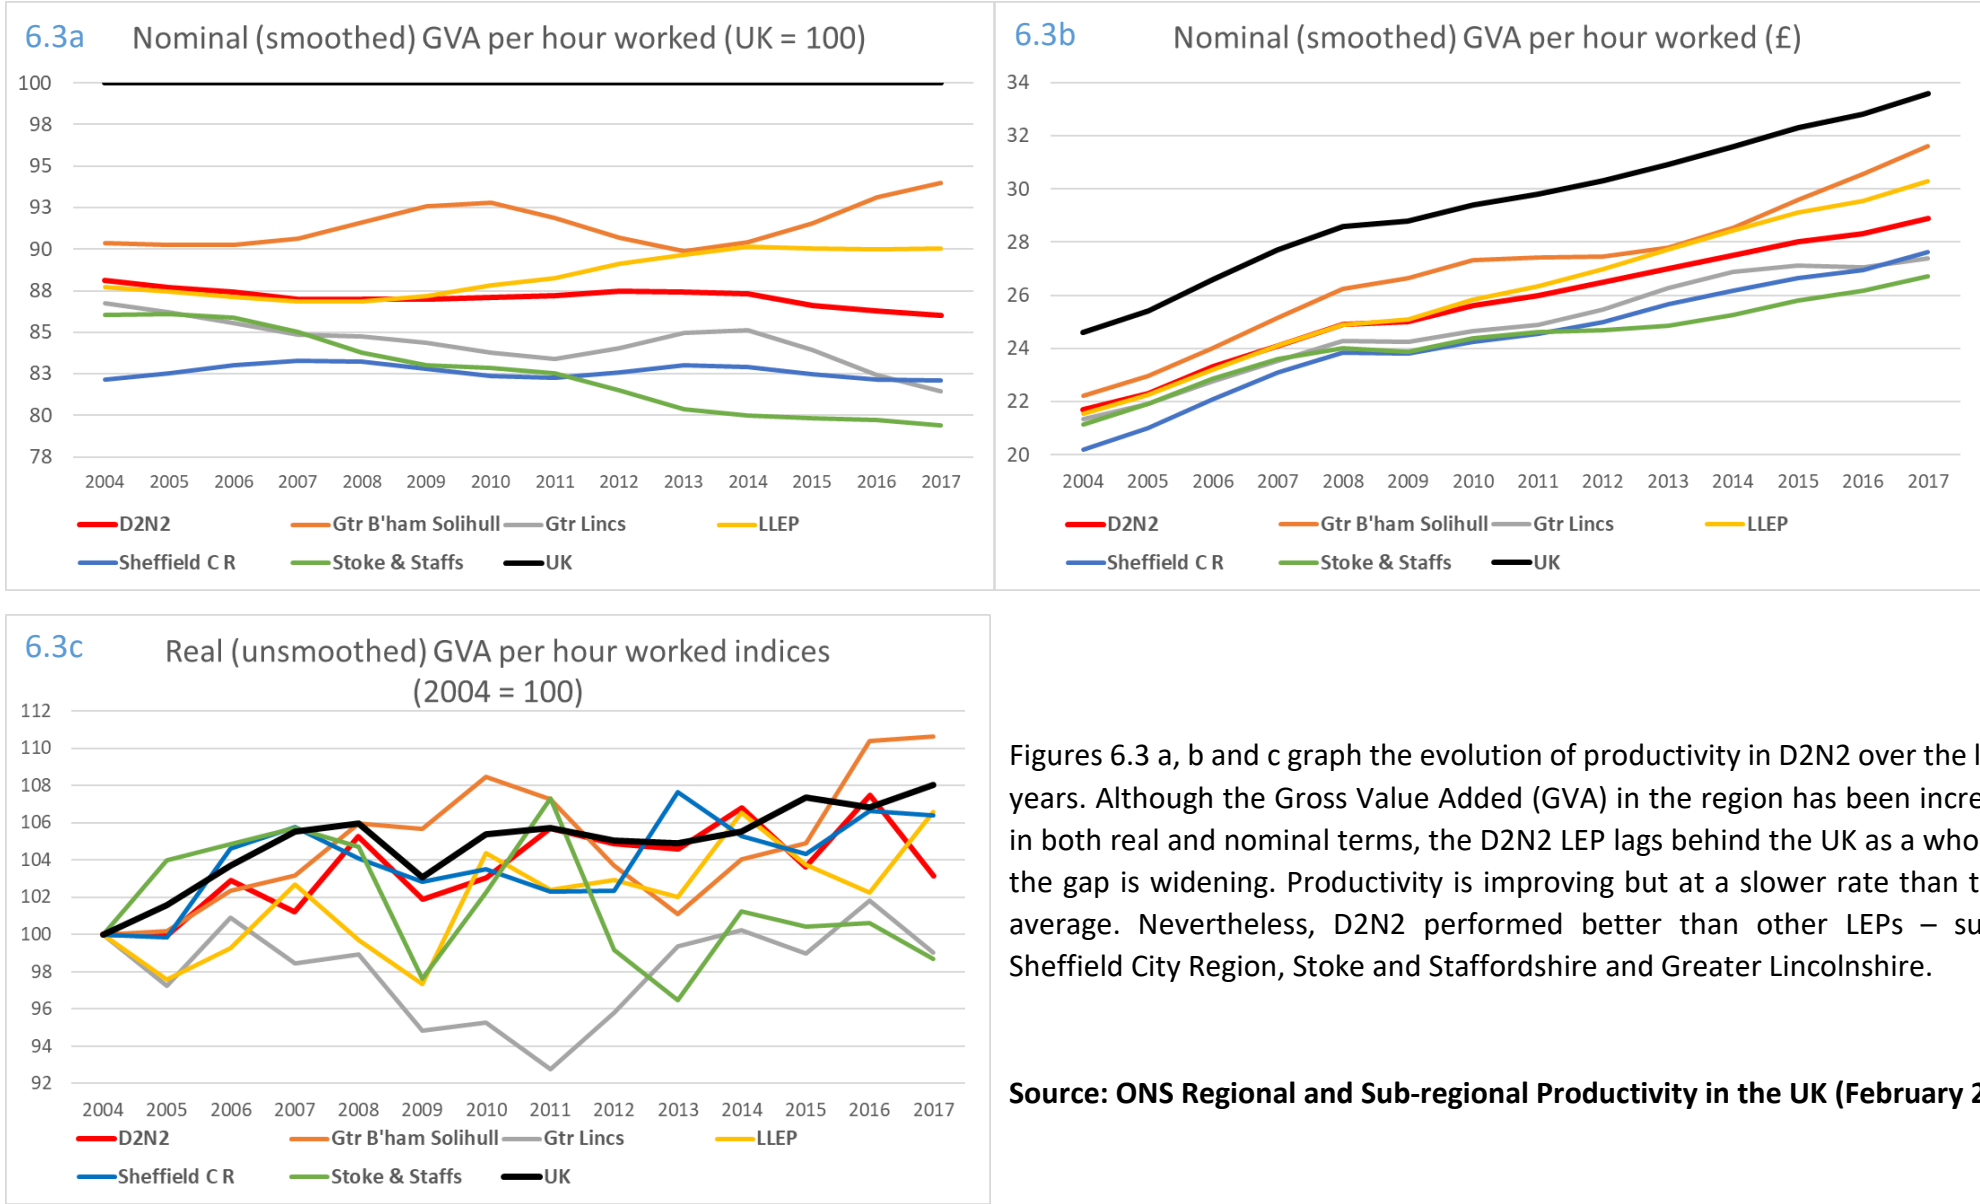 6.3a Nominal (smoothed) GVA per hour worked (UK = 100)
100
98
95
93
90
88
85
83
80
78
2004 2005 2006 2007 2008 2009 2010 2011 2012 2013 2014 2015 2016 2017
D2N2 Gtr B'ham Solihull Gtr Lincs LLEP
Sheffield C R Stoke & Staffs UK
6.3b Nominal (smoothed) GVA per hour worked (£)
34
32
30
28
26
24
22
20
2004 2005 2006 2007 2008 2009 2010 2011 2012 2013 2014 2015 2016 2017
D2N2 Gtr B'ham Solihull Gtr Lincs LLEP
Sheffield C R Stoke & Staffs UK
6.3c Real (unsmoothed) GVA per hour worked indices
(2004 = 100)
112
110
108
106
104
102
100
98
96
94
92
2004 2005 2006 2007 2008 2009 2010 2011 2012 2013 2014 2015 2016 2017
D2N2 Gtr B'ham Solihull Gtr Lincs LLEP
Sheffield C R Stoke & Staffs UK
Figures 6.3 a, b and c graph the evolution of productivity in D2N2 over the
years. Although the Gross Value Added (GVA) in the region has been
in both real and nominal terms, the D2N2 LEP lags behind the UK as a
the gap is widening. Productivity is improving but at a slower rate than
average. Nevertheless, D2N2 performed better than other LEPs –
Sheffield City Region, Stoke and Staffordshire and Greater Lincolnshire.
Source: ONS Regional and Sub-regional Productivity in the UK (February